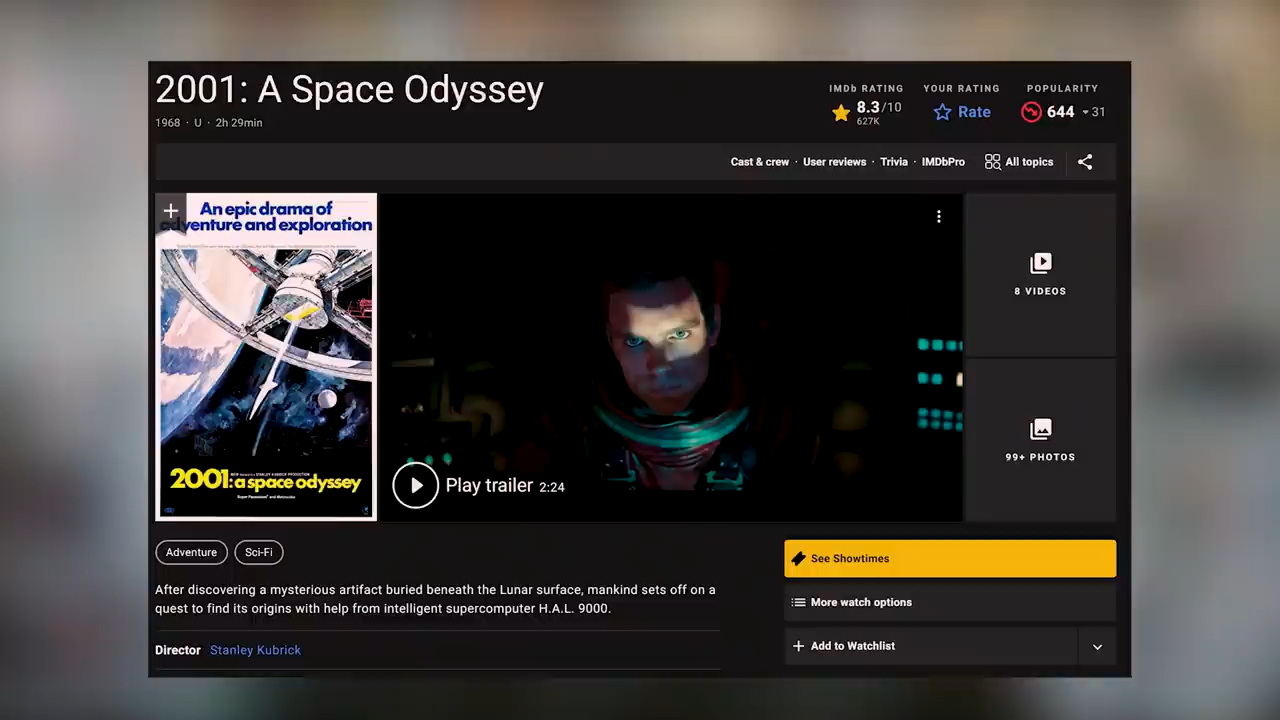 2001: A Space Odyssey
1968 · U · 2h 29min
IMDb RATING
8.3/10
627K
YOUR RATING
Rate
POPULARITY
644
31
Cast & crew · User reviews · Trivia · IMDbPro
All topics
An epic drama of
adventure and exploration
2001: a space odyssey
Super Panavision® and Metrocolor
Play trailer 2:24
8 VIDEOS
99+ PHOTOS
Adventure
Sci-Fi
After discovering a mysterious artifact buried beneath the Lunar surface, mankind sets off on a
quest to find its origins with help from intelligent supercomputer H.A.L. 9000.
Director Stanley Kubrick
See Showtimes
More watch options
Add to Watchlist